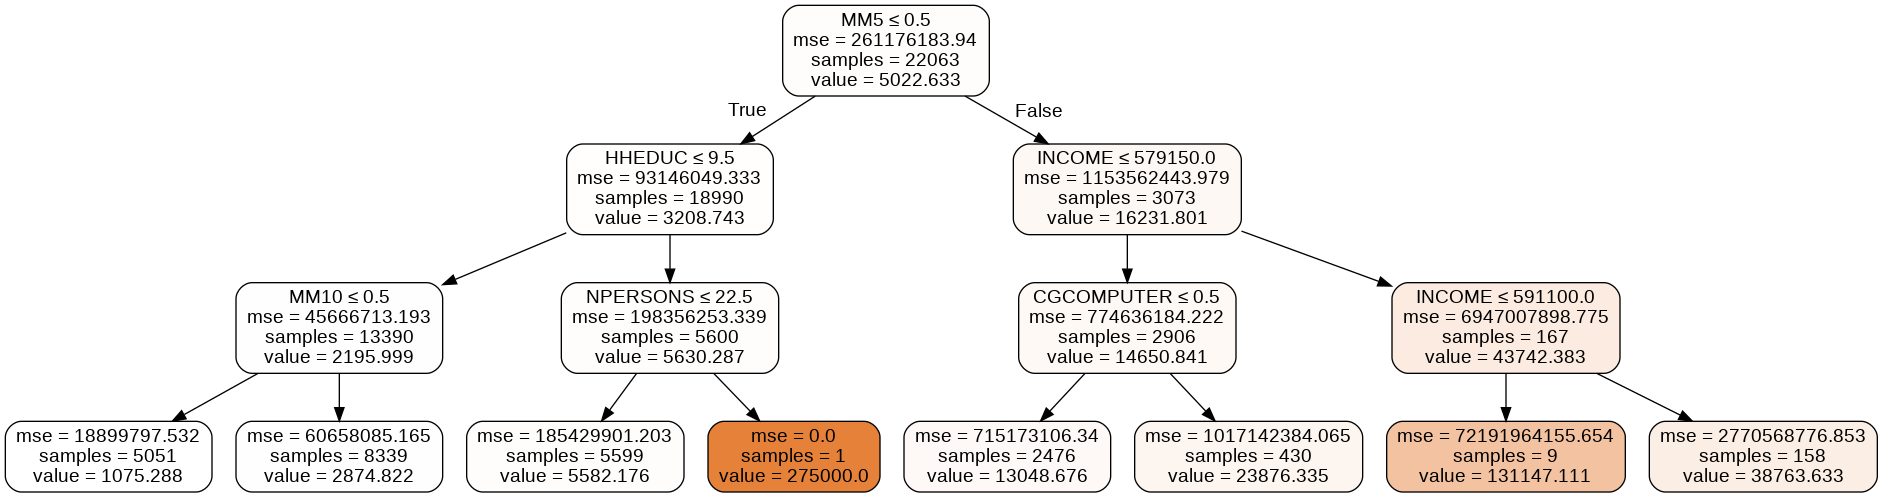 MM5 ≤ 0.5
mse = 261176183.94
samples = 22063
value = 5022.633
True
False
HHEDUC ≤ 9.5
mse = 93146049.333
samples = 18990
value = 3208.743
INCOME ≤ 579150.0
mse = 1153562443.979
samples = 3073
value = 16231.801
MM10 ≤ 0.5
mse = 45666713.193
samples = 13390
value = 2195.999
NPERSONS ≤ 22.5
mse = 198356253.339
samples = 5600
value = 5630.287
CGCOMPUTER ≤ 0.5
mse = 774636184.222
samples = 2906
value = 14650.841
INCOME ≤ 591100.0
mse = 6947007898.775
samples = 167
value = 43742.383
mse = 18899797.532
samples = 5051
value = 1075.288
mse = 60658085.165
samples = 8339
value = 2874.822
mse = 185429901.203
samples = 5599
value = 5582.176
mse = 0.0
samples = 1
value = 275000.0
mse = 715173106.34
samples = 2476
value = 13048.676
mse = 1017142384.065
samples = 430
value = 23876.335
mse = 72191964155.654
samples = 9
value = 131147.111
mse = 2770568776.853
samples = 158
value = 38763.633